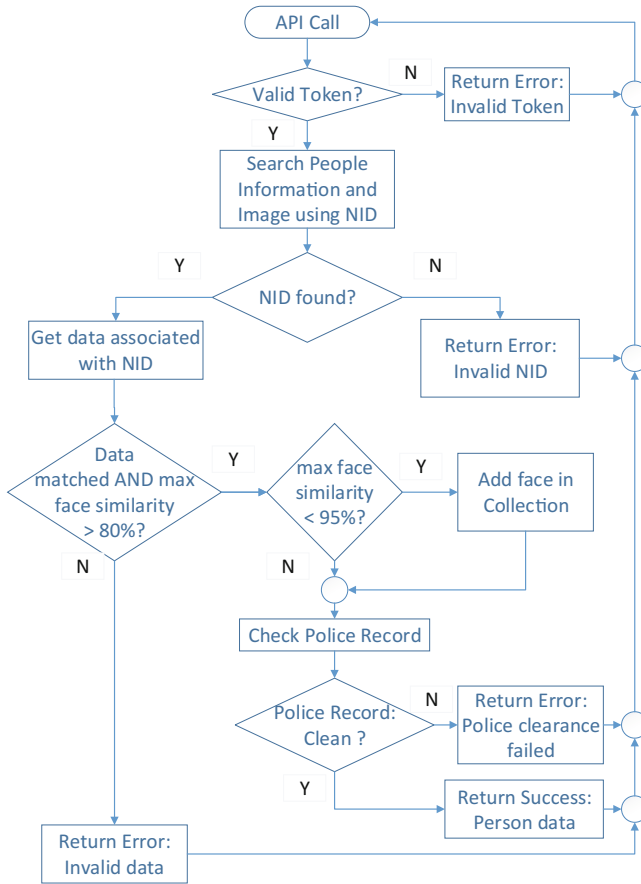 API Call
N
Valid Token?
Return Error:
Invalid Token
Y
Search People
Information and
Image using NID
Y
N
NID found?
Get data associated
with NID
Return Error:
Invalid NID
Data
matched AND max
face similarity
> 80%?
Y
max face
similarity
< 95%?
Y
Add face in
Collection
N
N
Check Police Record
Police Record:
Clean ?
N
Return Error:
Police clearance
failed
Y
Return Success:
Person data
Return Error:
Invalid data